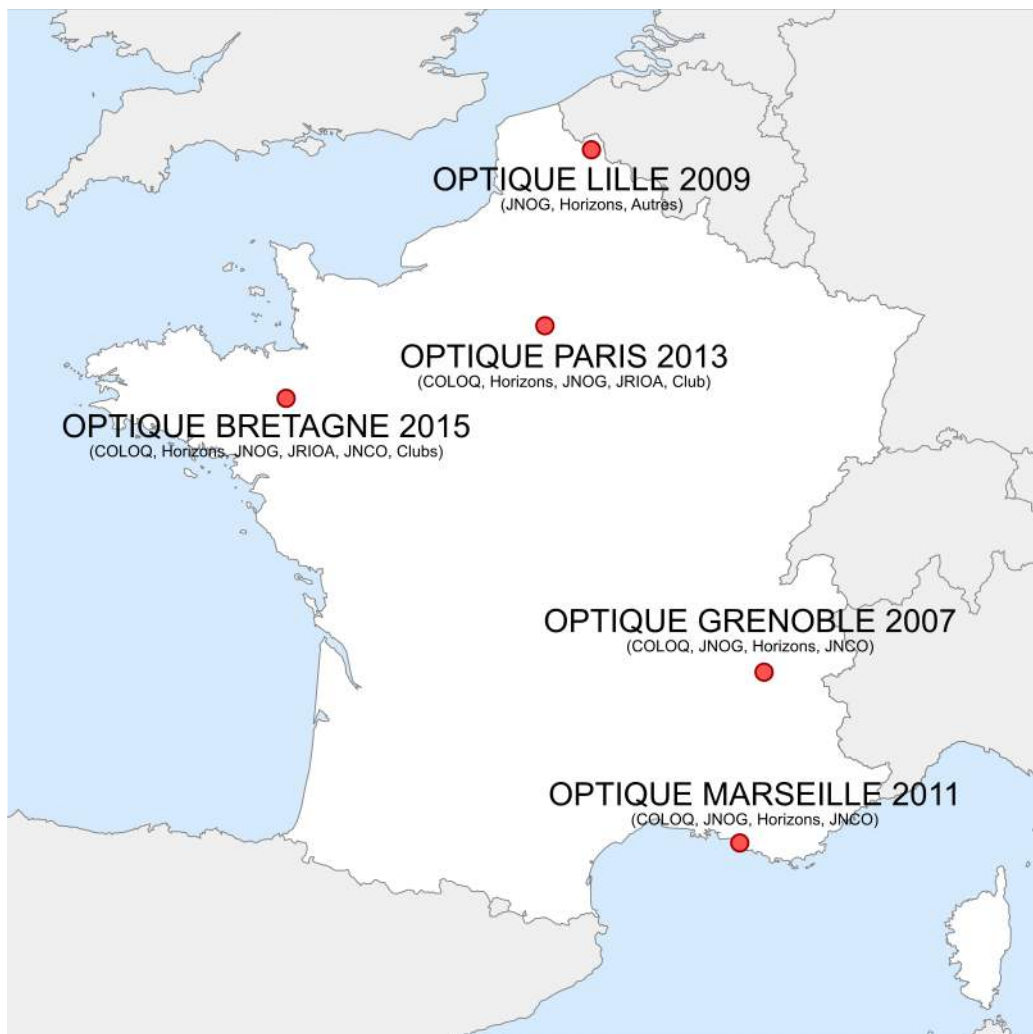 OPTIQUE LILLE 2009
(JNOG, Horizons, Autres)
OPTIQUE PARIS 2013
(COLOQ, Horizons, JNOG, JRIOA, Club)
OPTIQUE BRETAGNE 2015
(COLOQ, Horizons, JNOG, JRIOA, JNCO, Clubs)
OPTIQUE GRENOBLE 2007
(COLOQ, JNOG, Horizons, JNCO)
OPTIQUE MARSEILLE 2011
(COLOQ, JNOG, Horizons, JNCO)